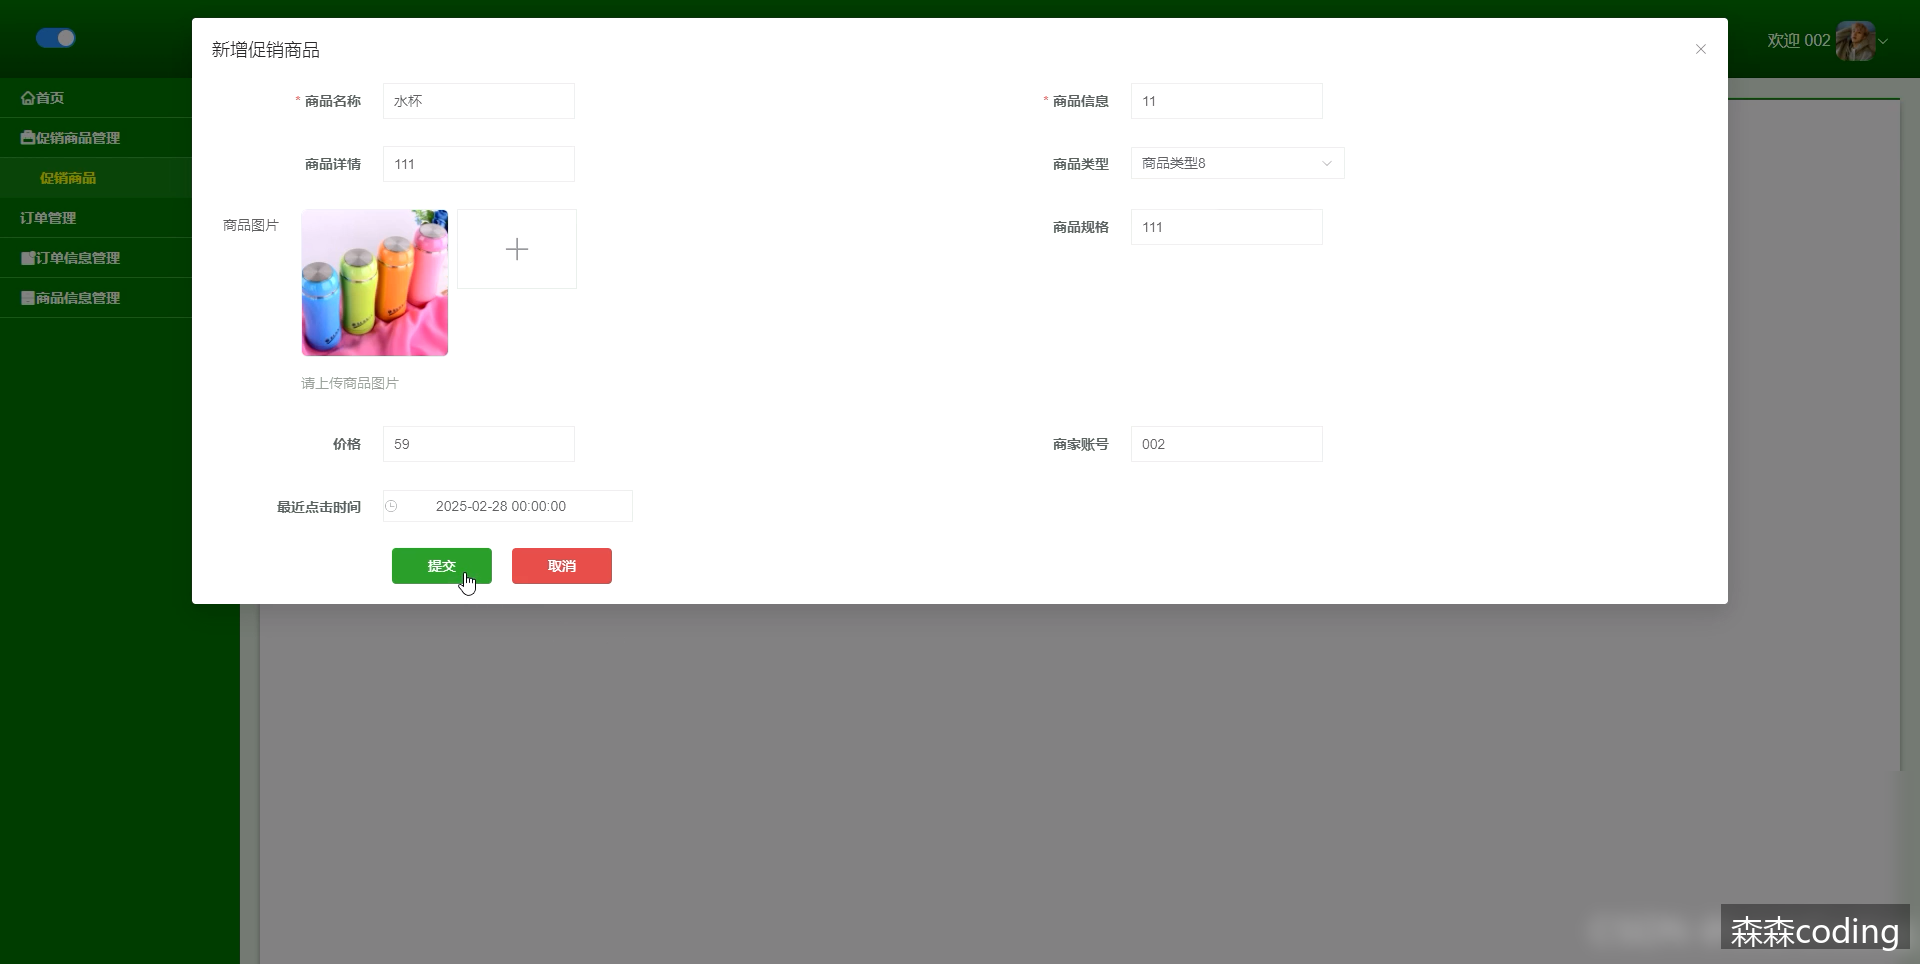 新增促销商品
欢迎 002
首页
促销商品管理
促销商品
订单管理
订单信息管理
商品信息管理
* 商品名称 水杯
* 商品信息 11
商品详情 111
商品类型 商品类型8
商品图片
商品规格 111
请上传商品图片
价格 59
商家账号 002
最近点击时间 2025-02-28 00:00:00
提交 取消
森森coding